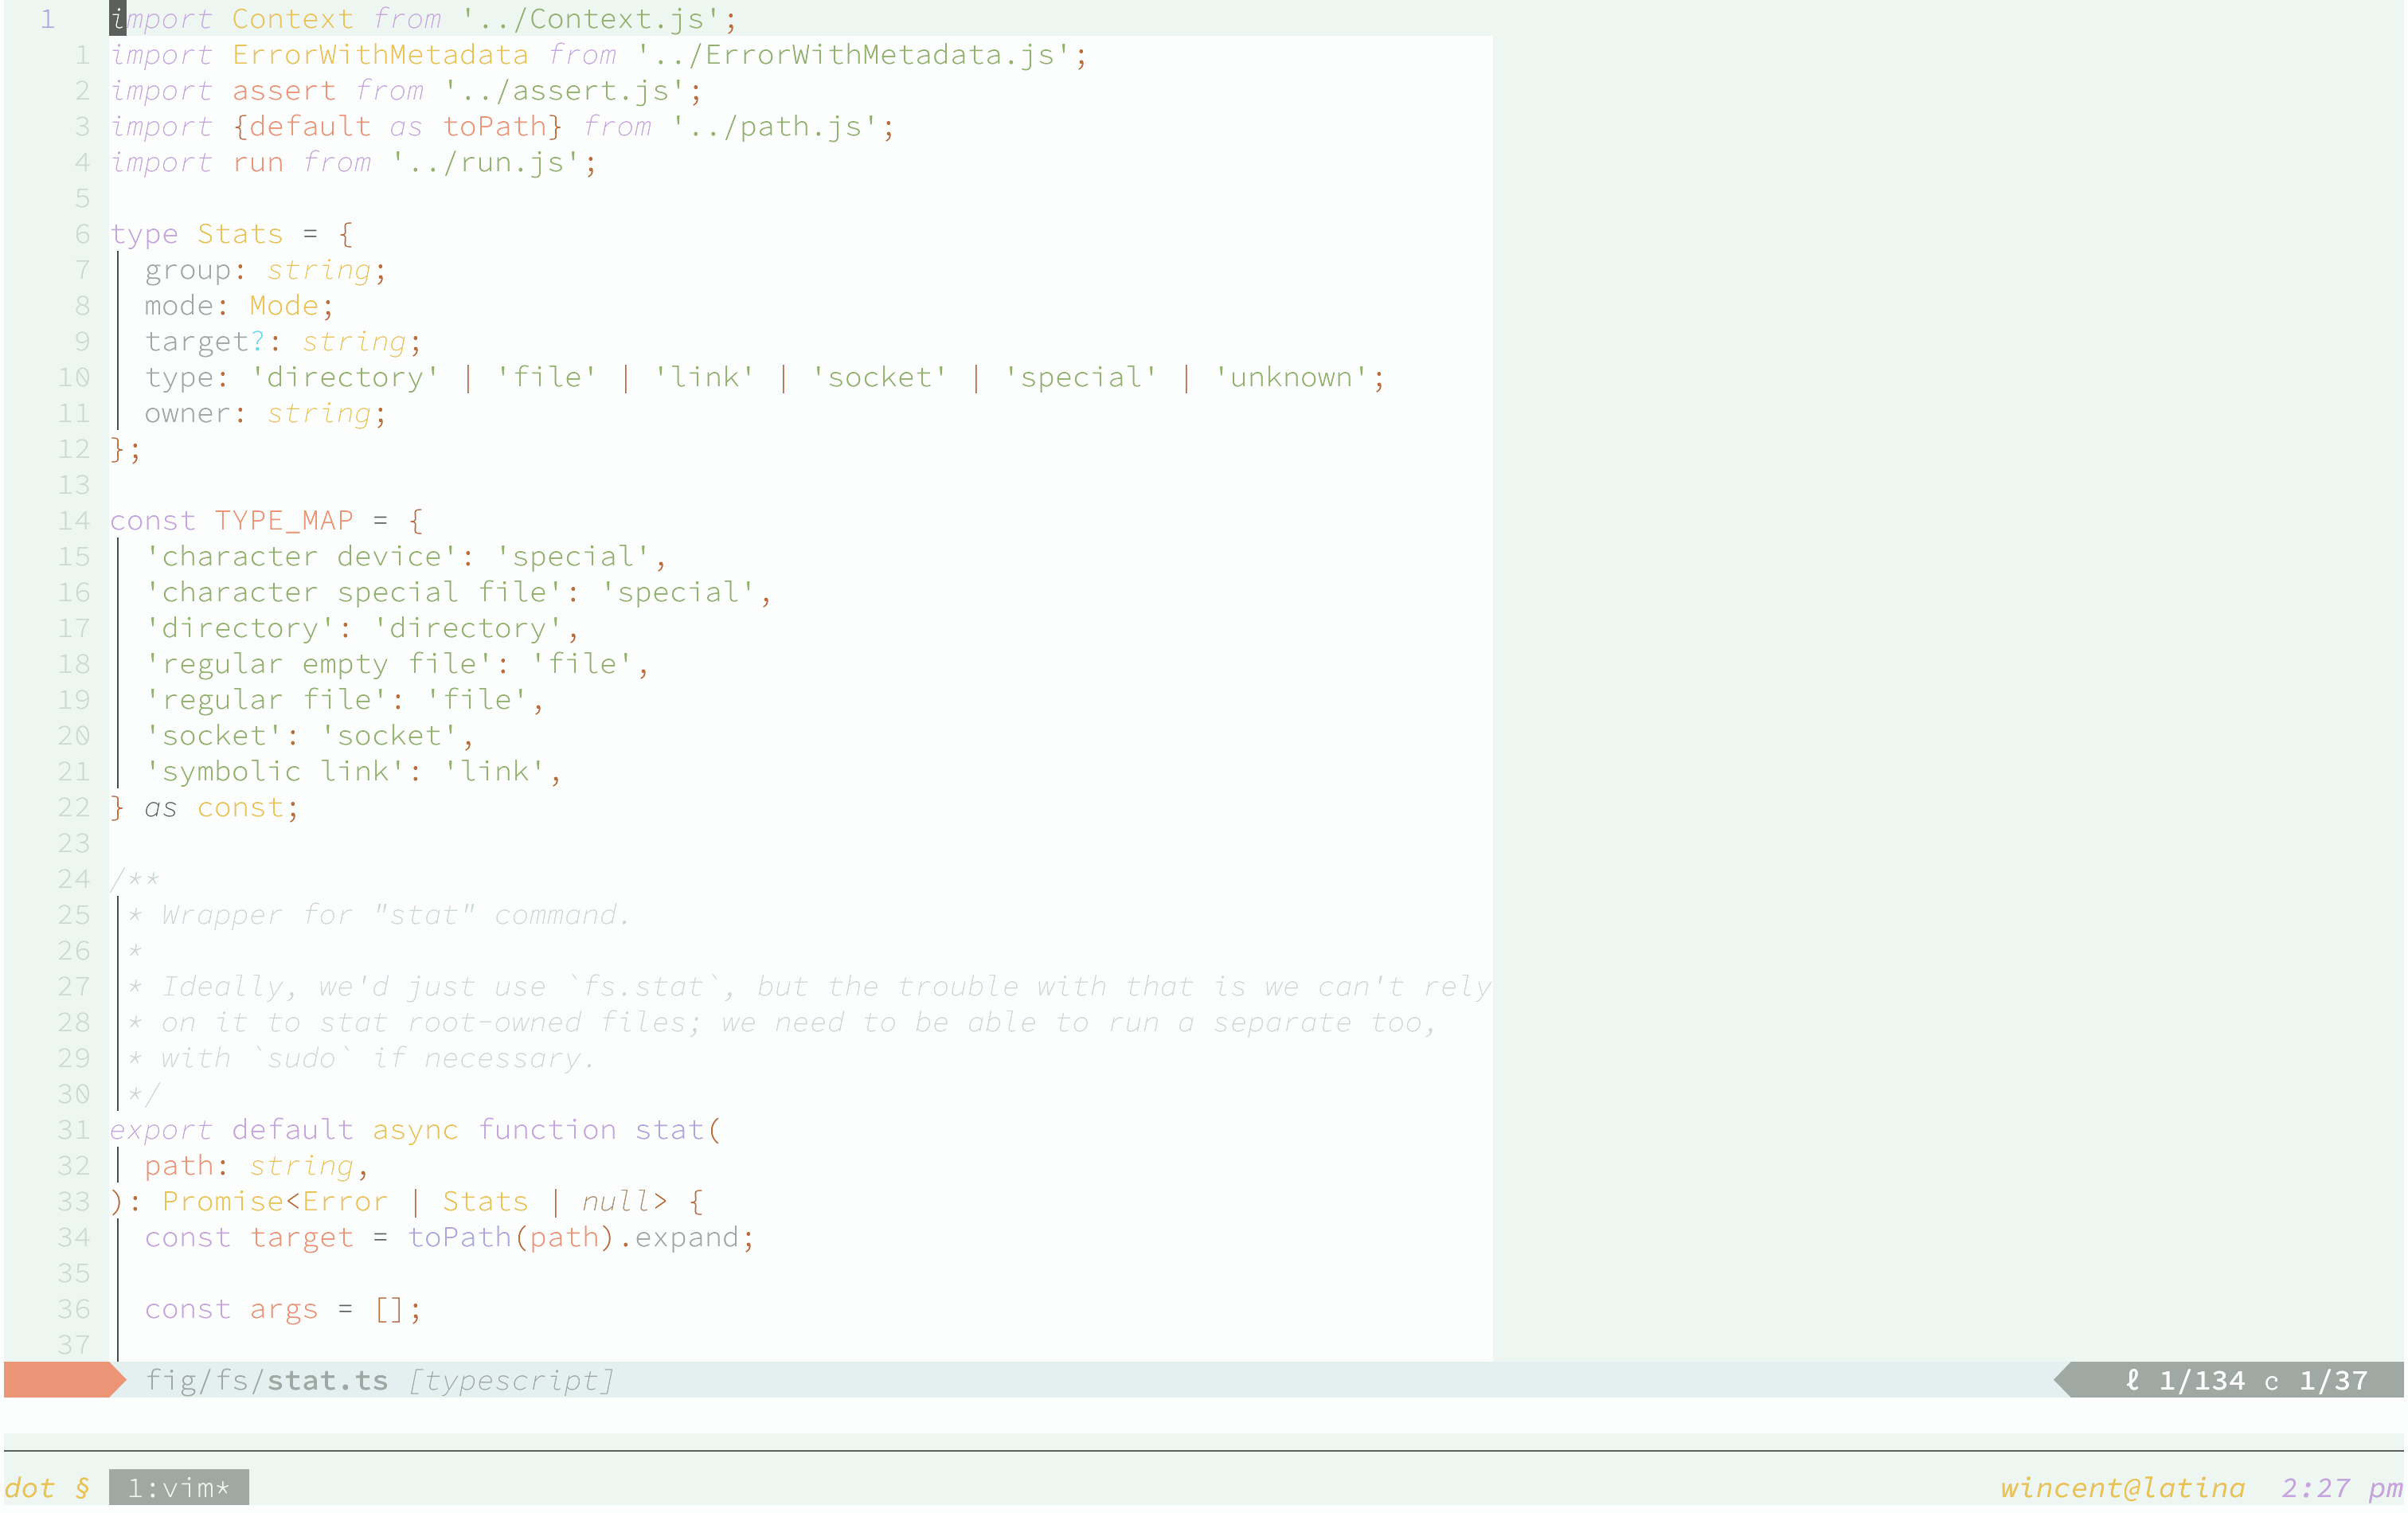 1 import Context from '../Context.js';
1 import ErrorWithMetadata from '../ErrorWithMetadata.js';
2 import assert from '../assert.js';
3 import {default as toPath} from '../path.js';
4 import run from '../run.js';
5
6 type Stats = {
7   group: string;
8   mode: Mode;
9   target?: string;
10   type: 'directory' | 'file' | 'link' | 'socket' | 'special' | 'unknown';
11   owner: string;
12 };
13
14 const TYPE_MAP = {
15   'character device': 'special',
16   'character special file': 'special',
17   'directory': 'directory',
18   'regular empty file': 'file',
19   'regular file': 'file',
20   'socket': 'socket',
21   'symbolic link': 'link',
22 } as const;
23
24 /**
25  * Wrapper for "stat" command.
26  *
27  * Ideally, we'd just use `fs.stat`, but the trouble with that is we can't rely
28  * on it to stat root-owned files; we need to be able to run a separate too,
29  * with `sudo` if necessary.
30  */
31 export default async function stat(
32   path: string,
33 ): Promise<Error | Stats | null> {
34   const target = toPath(path).expand;
35
36   const args = [];
37
fig/fs/stat.ts [typescript] ℓ 1/134 c 1/37
dot § 1:vim* wincent@latina 2:27 pm